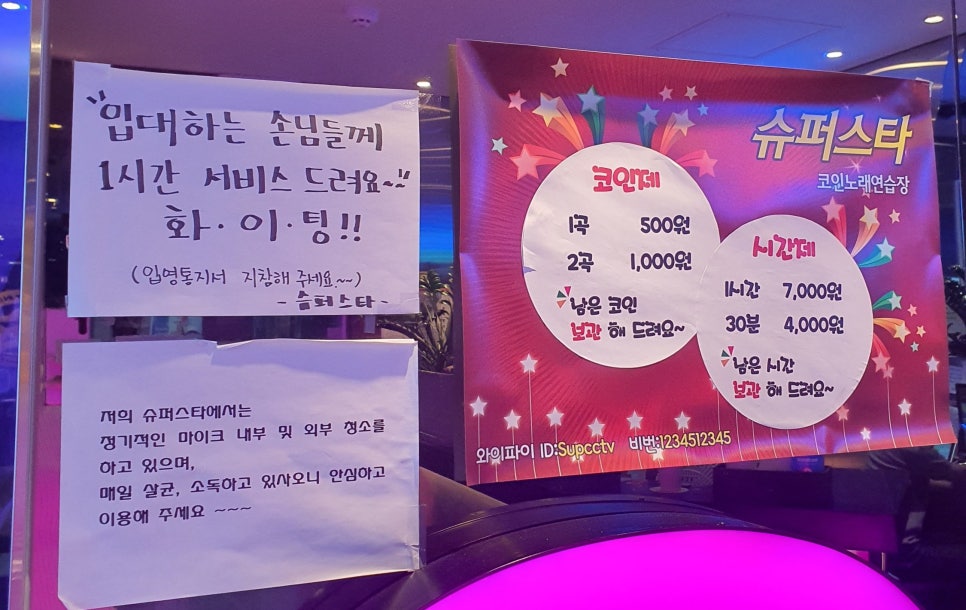 입대하는 손님들께
1시간 서비스 드려요~~
화·이·팅!!
(입영통지서 지참해 주세요~~)
- 슈퍼스타 -
저의 슈퍼스타에서는
정기적인 마이크 내부 및 외부 청소를
하고 있으며,
매일 살균, 소독하고 있사오니 안심하고
이용해 주세요 ~~~
슈퍼스타
코인노래연습장
코인제
1곡 500원
2곡 1,000원
남은 코인
보관 해 드려요~
시간제
1시간 7,000원
30분 4,000원
남은 시간
보관 해 드려요~
와이파이 ID:Supcctv 비번:1234512345